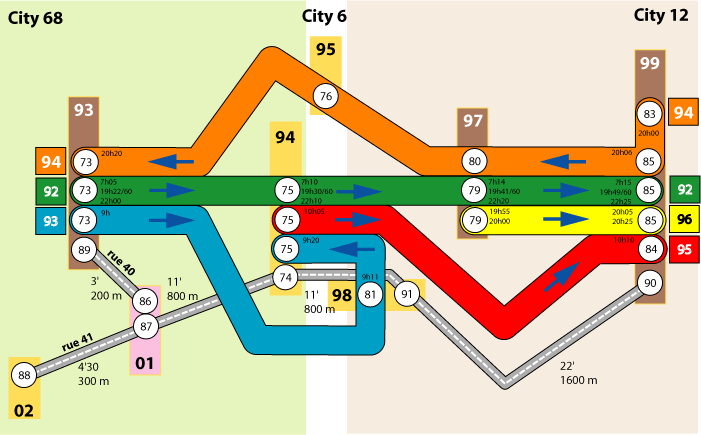 City 68
City 6
City 12
95
99
76
93
97
83
94
94
20h00
94
73
20h20
80
20h06
85
92
73
7h05
19h22/60
22h00
75
7h10
19h30/60
22h10
79
7h14
19h41/60
22h20
7h15
19h49/60
22h25
85
92
93
73
9h
75
10h05
79
19h55
20h00
20h05
20h25
85
96
89
75
9h20
10h10
84
95
rue 40
3'
200 m
11'
800 m
74
9h11
86
11'
800 m
98
81
91
90
87
rue 41
01
88
4'30
300 m
22'
1600 m
02